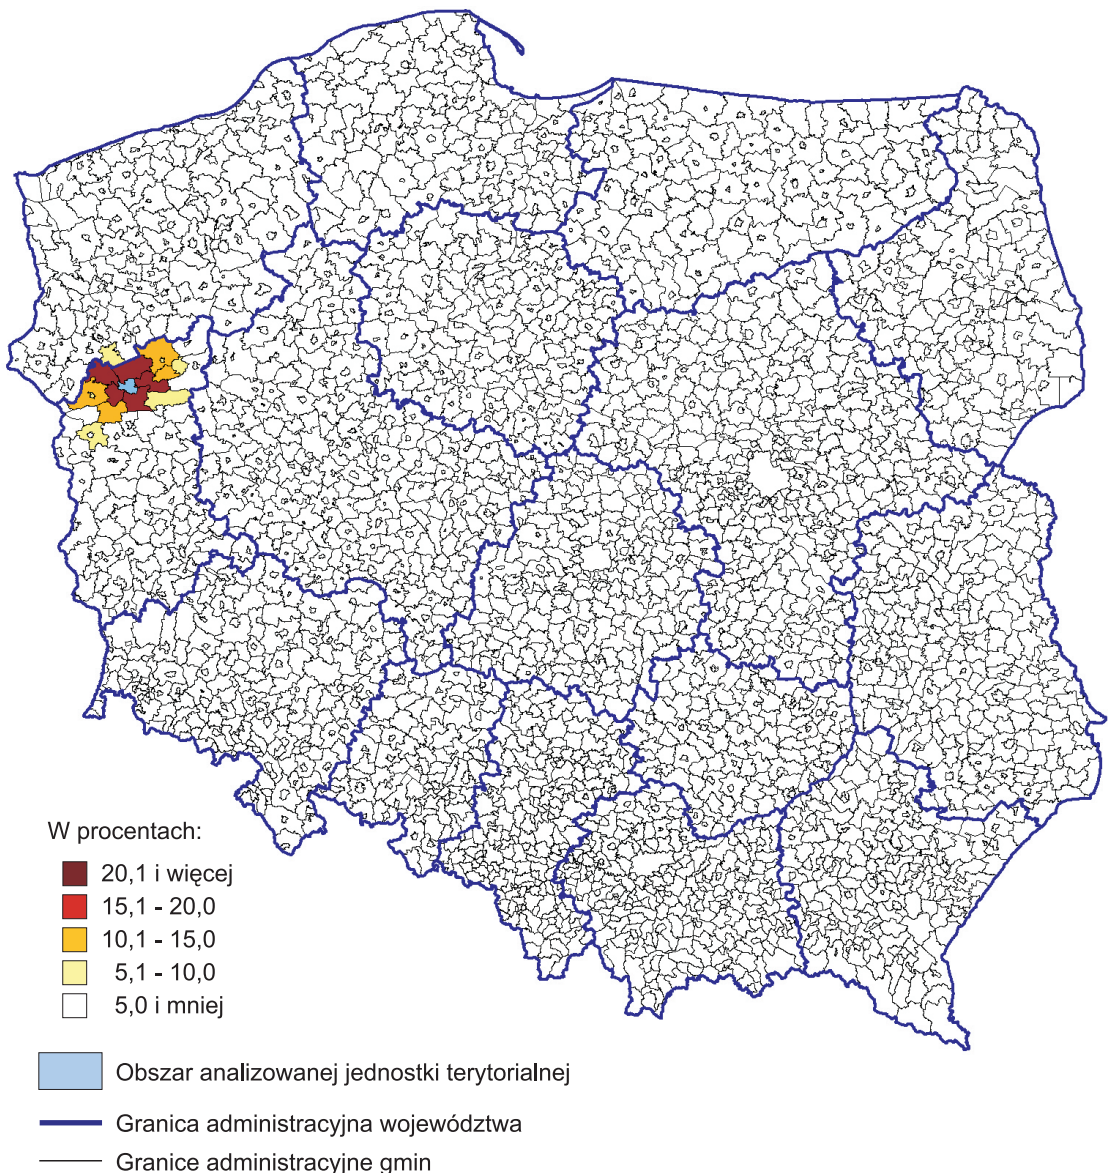 W procentach:
20,1 i więcej
15,1 - 20,0
10,1 - 15,0
5,1 - 10,0
5,0 i mniej
Obszar analizowanej jednostki terytorialnej
Granica administracyjna województwa
Granice administracyjne gmin